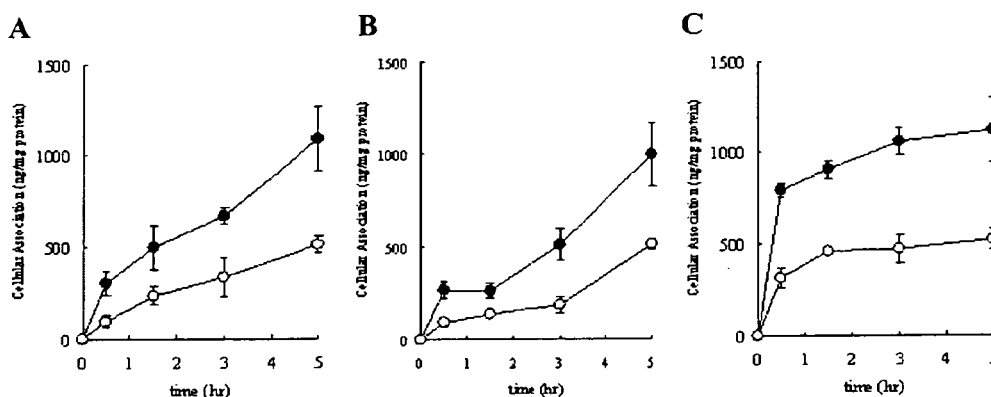 A
B
C
Cellular Association (ng/mg protein)
1500
1000
500
0
0 1 2 3 4 5
time (hr)
Cellular Association (ng/mg protein)
1500
1000
500
0
0 1 2 3 4 5
time (hr)
Cellular Association (ng/mg protein)
1500
1000
500
0
0 1 2 3 4
time (hr)